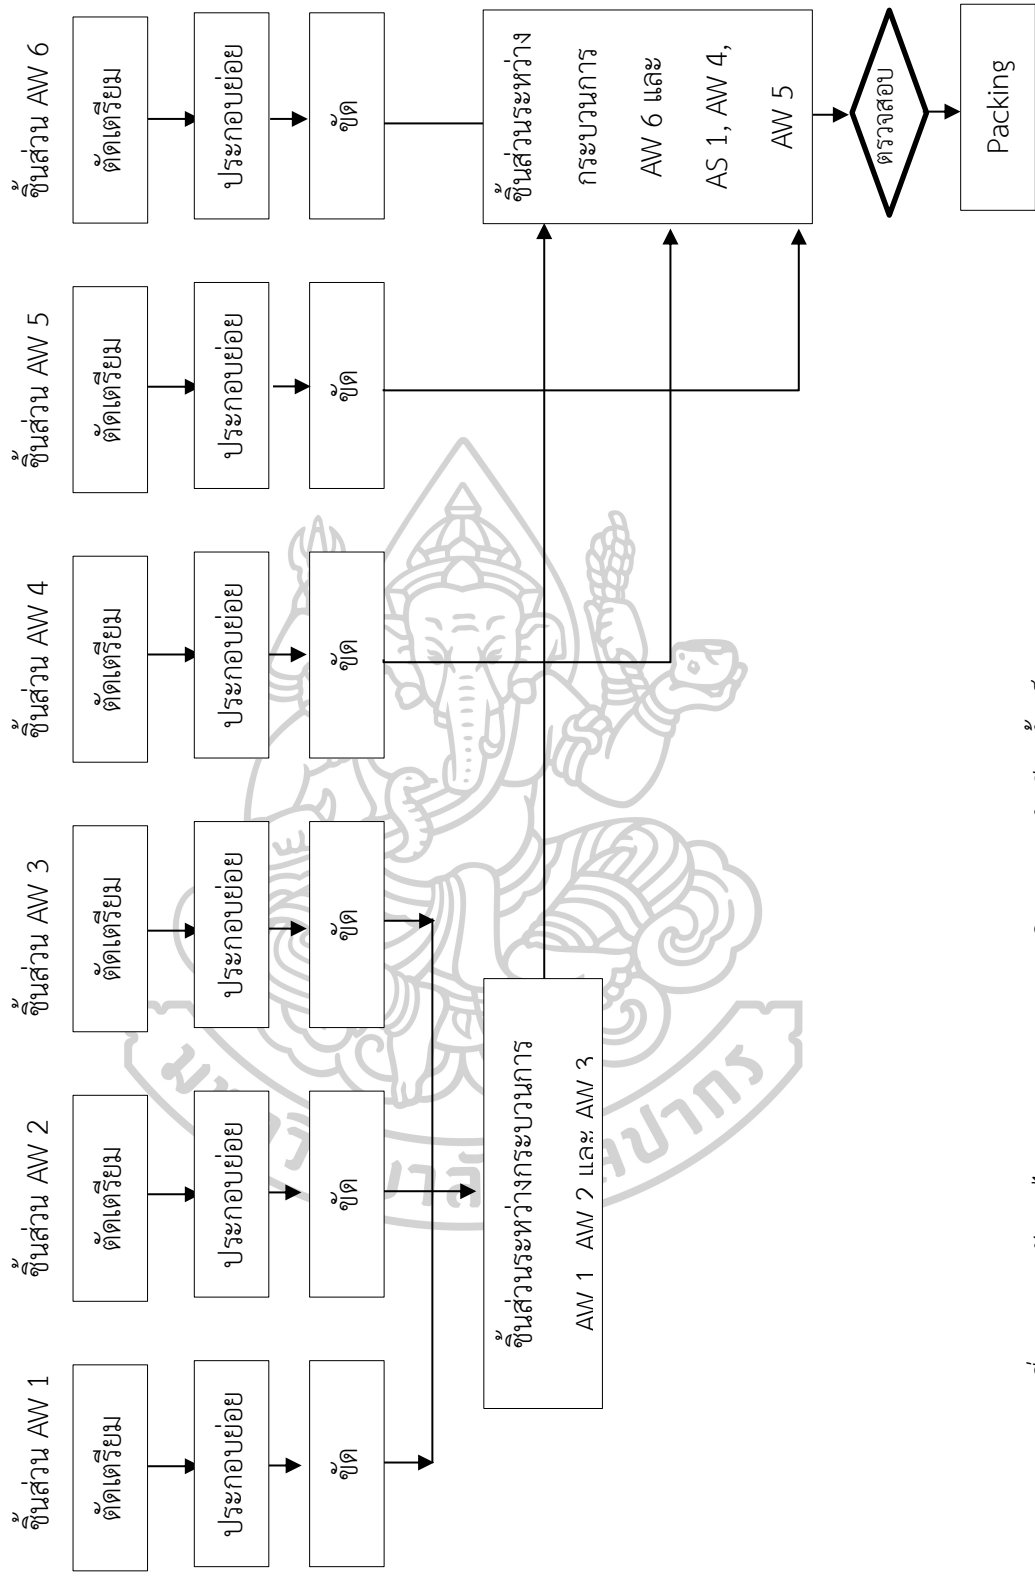 ชิ้นส่วน AW 1
ชิ้นส่วน AW 2
ชิ้นส่วน AW 3
ชิ้นส่วน AW 4
ชิ้นส่วน AW 5
ชิ้นส่วน AW 6
ตัดเตรียม
ตัดเตรียม
ตัดเตรียม
ตัดเตรียม
ตัดเตรียม
ตัดเตรียม
ประกอบย่อย
ประกอบย่อย
ประกอบย่อย
ประกอบย่อย
ประกอบย่อย
ประกอบย่อย
ขัด
ขัด
ขัด
ขัด
ขัด
ขัด
ชิ้นส่วนระหว่างกระบวนการ
AW 1 AW 2 และ AW 3
ชิ้นส่วนระหว่าง
กระบวนการ
AW 6 และ
AS 1, AW 4,
AW 5
ตรวจสอบ
Packing